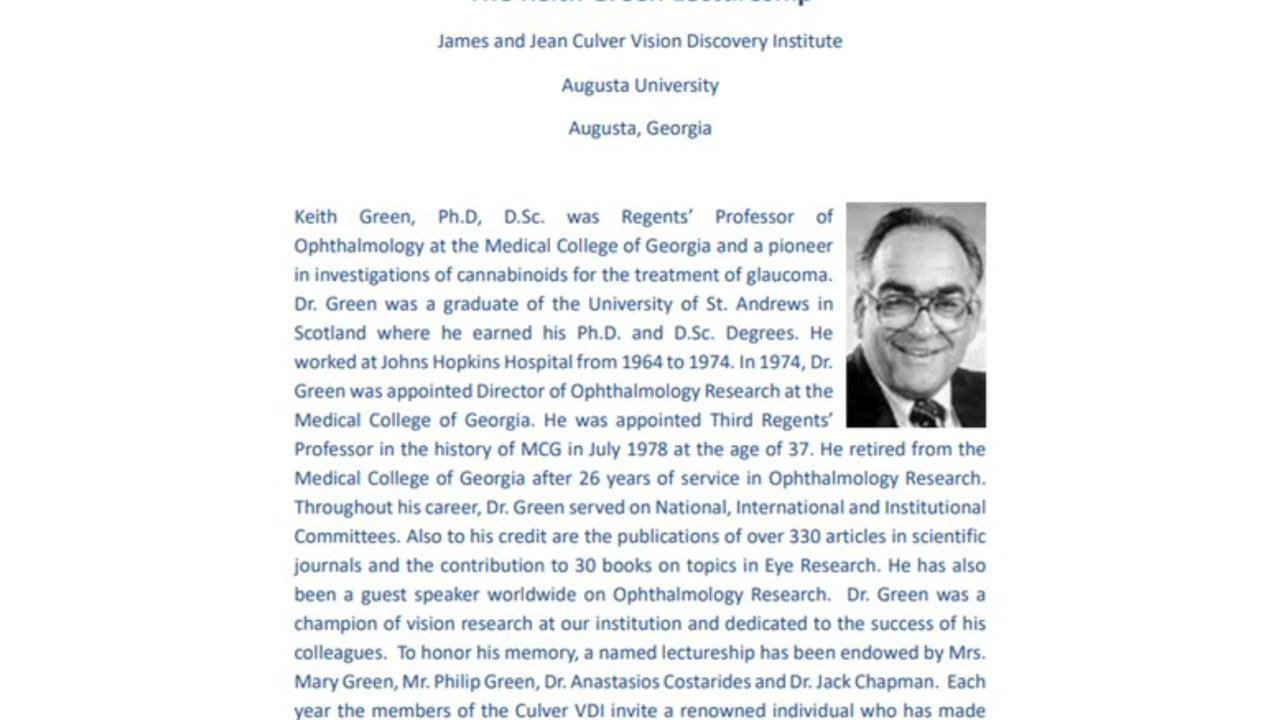 The Keith Green Lectureship
James and Jean Culver Vision Discovery Institute
Augusta University
Augusta, Georgia
Keith Green, Ph.D, D.Sc. was Regents’ Professor of
Ophthalmology at the Medical College of Georgia and a pioneer
in investigations of cannabinoids for the treatment of glaucoma.
Dr. Green was a graduate of the University of St. Andrews in
Scotland where he earned his Ph.D. and D.Sc. Degrees. He
worked at Johns Hopkins Hospital from 1964 to 1974. In 1974, Dr.
Green was appointed Director of Ophthalmology Research at the
Medical College of Georgia. He was appointed Third Regents’
Professor in the history of MCG in July 1978 at the age of 37. He retired from the
Medical College of Georgia after 26 years of service in Ophthalmology Research.
Throughout his career, Dr. Green served on National, International and Institutional
Committees. Also to his credit are the publications of over 330 articles in scientific
journals and the contribution to 30 books on topics in Eye Research. He has also
been a guest speaker worldwide on Ophthalmology Research.  Dr. Green was a
champion of vision research at our institution and dedicated to the success of his
colleagues.  To honor his memory, a named lectureship has been endowed by Mrs.
Mary Green, Mr. Philip Green, Dr. Anastasios Costarides and Dr. Jack Chapman.  Each
year the members of the Culver VDI invite a renowned individual who has made